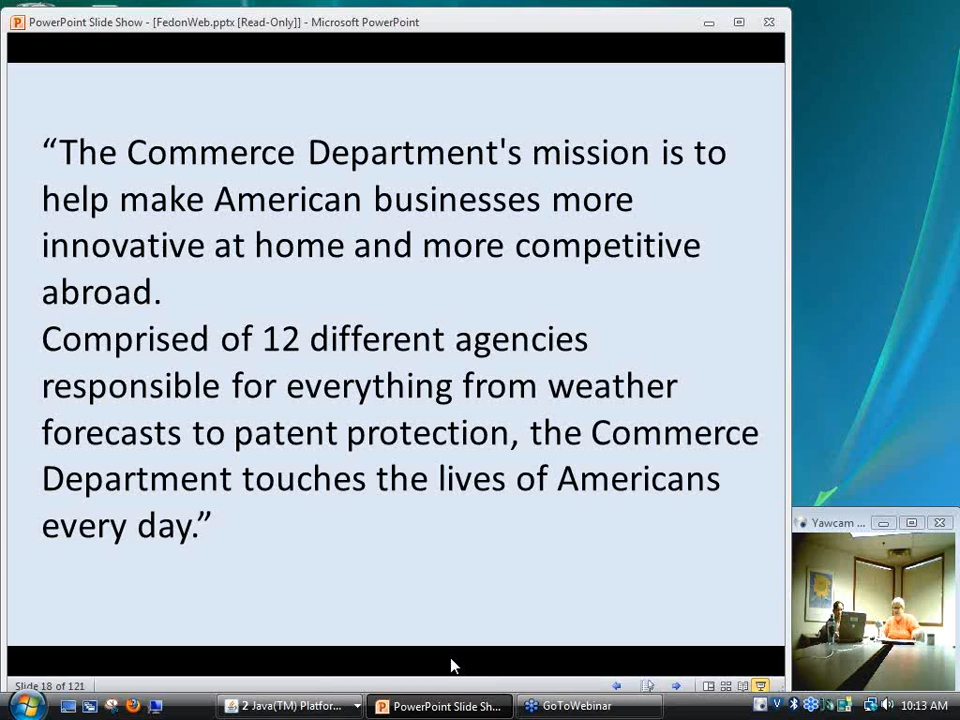 PowerPoint Slide Show - [FedonWeb.pptx [Read-Only]] - Microsoft PowerPoint
“The Commerce Department's mission is to
help make American businesses more
innovative at home and more competitive
abroad.
Comprised of 12 different agencies
responsible for everything from weather
forecasts to patent protection, the Commerce
Department touches the lives of Americans
every day.”
Yawcam ...
Slide 18 of 121
2 Java(TM) Platfor...
PowerPoint Slide Sh...
GoToWebinar
10:13 AM